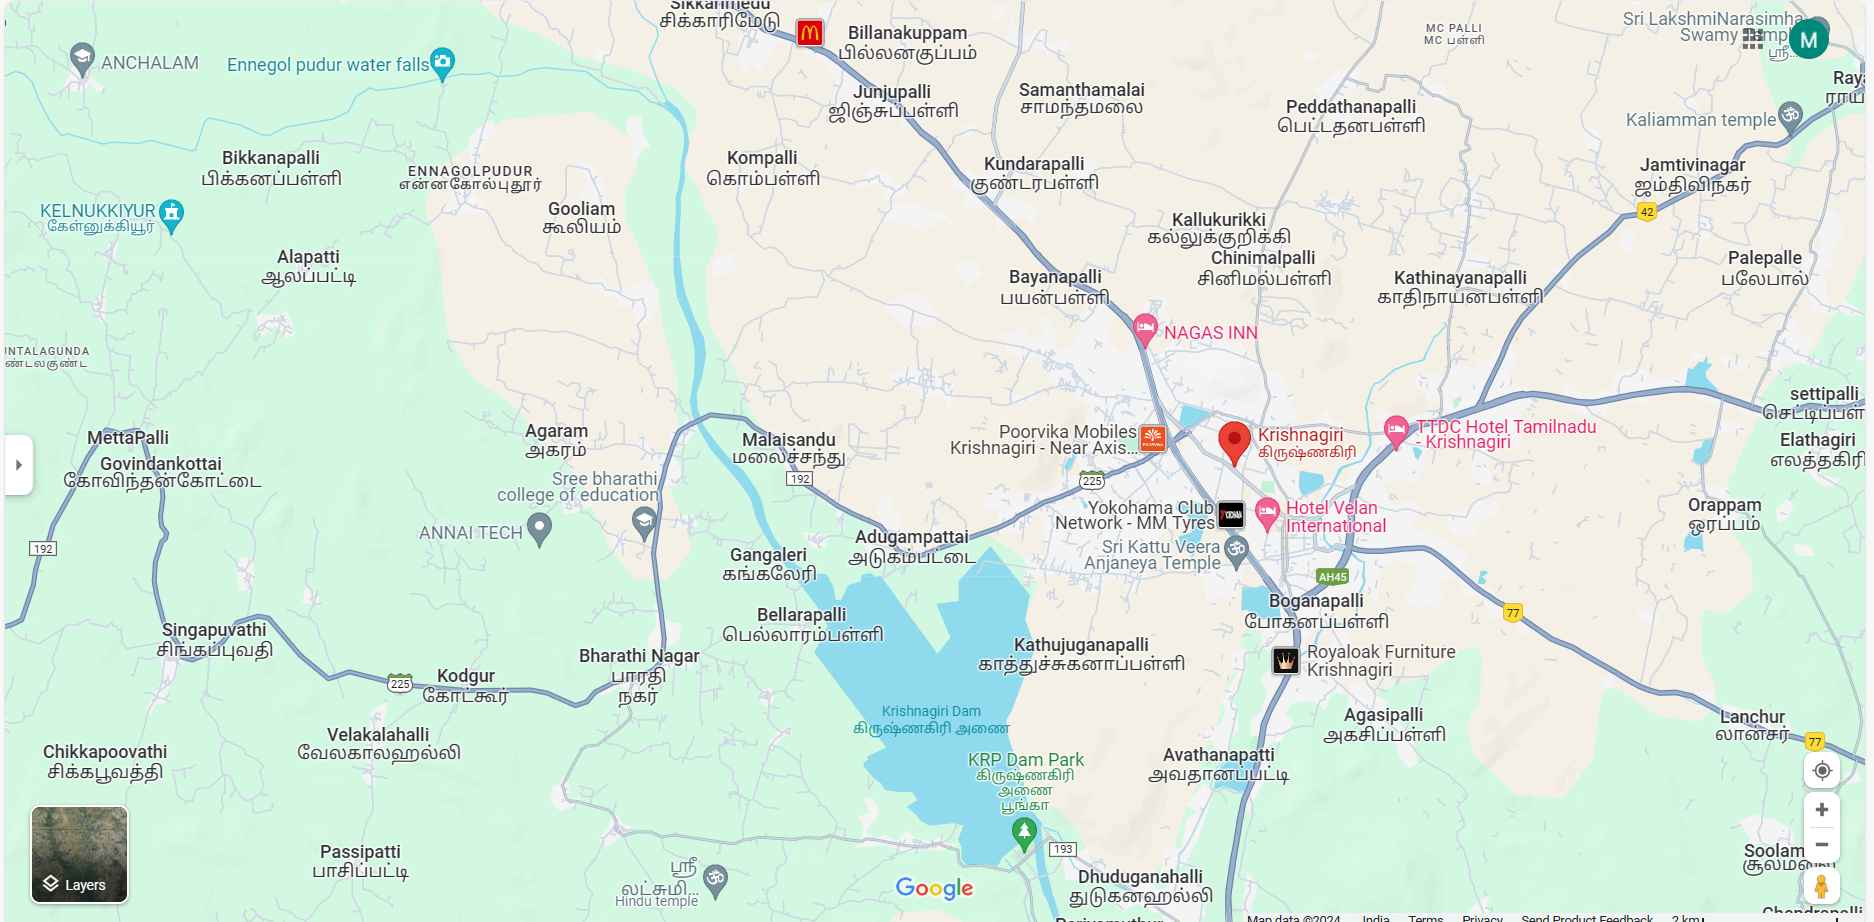 சிக்காரிமேடு
Billanakuppam
பில்லனகுப்பம்
MC PALLI
MC பள்ளி
Sri LakshmiNarasimha
Swamy
ஸ்ரீ...
M
ANCHALAM
Ennegol pudur water falls
Junjupalli
ஜிஞ்சுப்பள்ளி
Samanthamalai
சாமந்தமலை
Peddathanapalli
பெட்டதனபள்ளி
Kaliamman temple
Bikkanapalli
பிக்கனப்பள்ளி
ENNAGOLPUDUR
என்னகோல்புதூர்
Kompalli
கொம்பள்ளி
Kundarapalli
குண்டரபள்ளி
Jamtivinagar
ஜம்திவிநகர்
42
KELNUKKIYUR
கேள்னுக்கியூர்
Gooliam
கூலியம்
Kallukurikki
கல்லுக்குறிக்கி
Alapatti
ஆலப்பட்டி
Chinimalpalli
சினிமல்பள்ளி
Bayanapalli
பயன்பள்ளி
Kathinayanapalli
காதிநாயனபள்ளி
Palepalle
பலேபால்
NAGAS INN
UNTALAGUNDA
settipalli
செட்டிப்பள்
MettaPalli
Govindankottai
கோவிந்தன்கோட்டை
Agaram
அகரம்
Malaisandu
மலைச்சந்து
192
Poorvika Mobiles
Krishnagiri - Near Axis...
225
Krishnagiri
கிருஷ்ணகிரி
TTDC Hotel Tamilnadu
- Krishnagiri
Elathagiri
எலத்தகிரி
Sree bharathi
college of education
ANNAI TECH
192
Yokohama Club
Network - MM Tyres
Hotel Velan
International
Orappam
ஒரப்பம்
Adugampattai
அடுகம்பட்டை
Gangaleri
கங்கலேரி
Sri Kattu Veera
Anjaneya Temple
AH45
Bellarapalli
பெல்லாரம்பள்ளி
Boganapalli
போகனப்பள்ளி
77
Singapuvathi
சிங்கப்புவதி
Bharathi Nagar
பாரதி
நகர்
Kathujuganapalli
காத்துச்சுகனாப்பள்ளி
Royaloak Furniture
Krishnagiri
225
Kodgur
கோட்கூர்
Krishnagiri Dam
கிருஷ்ணகிரி அணை
Agasipalli
அகசிப்பள்ளி
Lanchur
லான்சர்
77
Velakalahalli
வேலகாலஹல்லி
Chikkapoovathi
சிக்கபூவத்தி
KRP Dam Park
கிருஷ்ணகிரி
அணை
பூங்கா
Avathanapatti
அவதானப்பட்டி
Passipatti
பாசிப்பட்டி
193
ஸ்ரீ
லட்சுமி...
Hindu temple
Google
Dhuduganahalli
துடுகனஹல்லி
Layers
Map data ©2024 India Terms Privacy Send Product Feedback 2 km